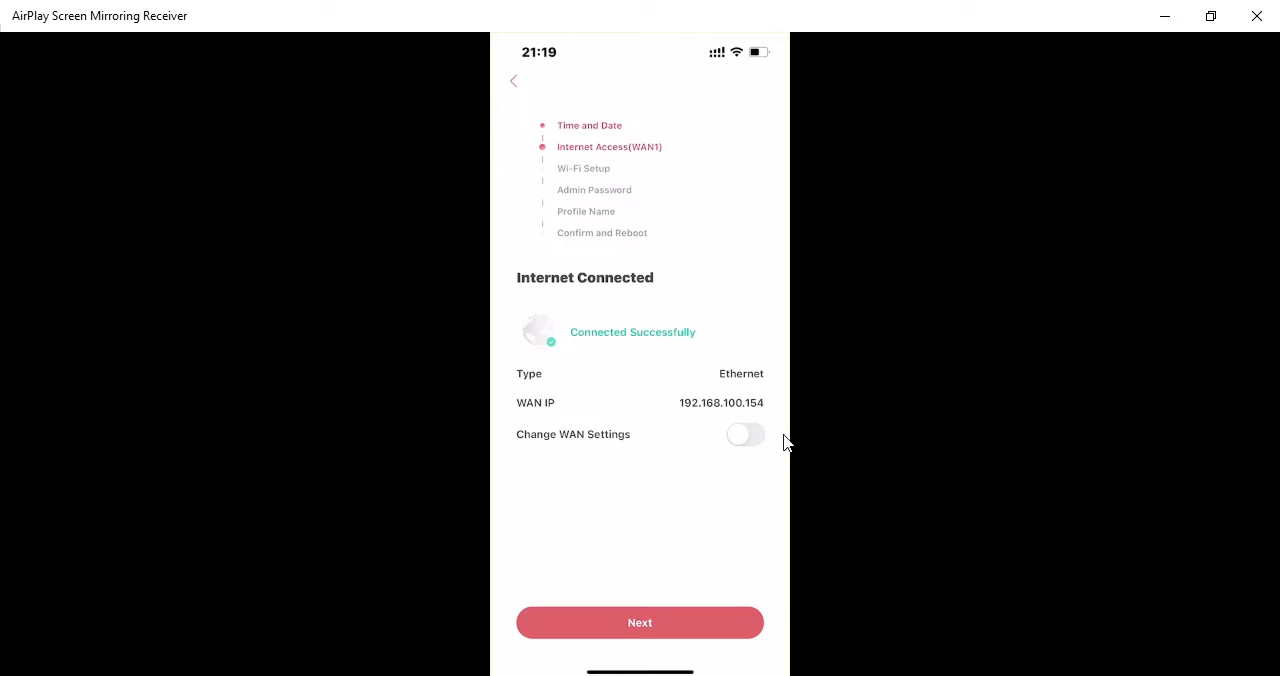 AirPlay Screen Mirroring Receiver
21:19
Time and Date
Internet Access(WAN1)
Wi-Fi Setup
Admin Password
Profile Name
Confirm and Reboot
Internet Connected
Connected Successfully
Type Ethernet
WAN IP 192.168.100.154
Change WAN Settings
Next